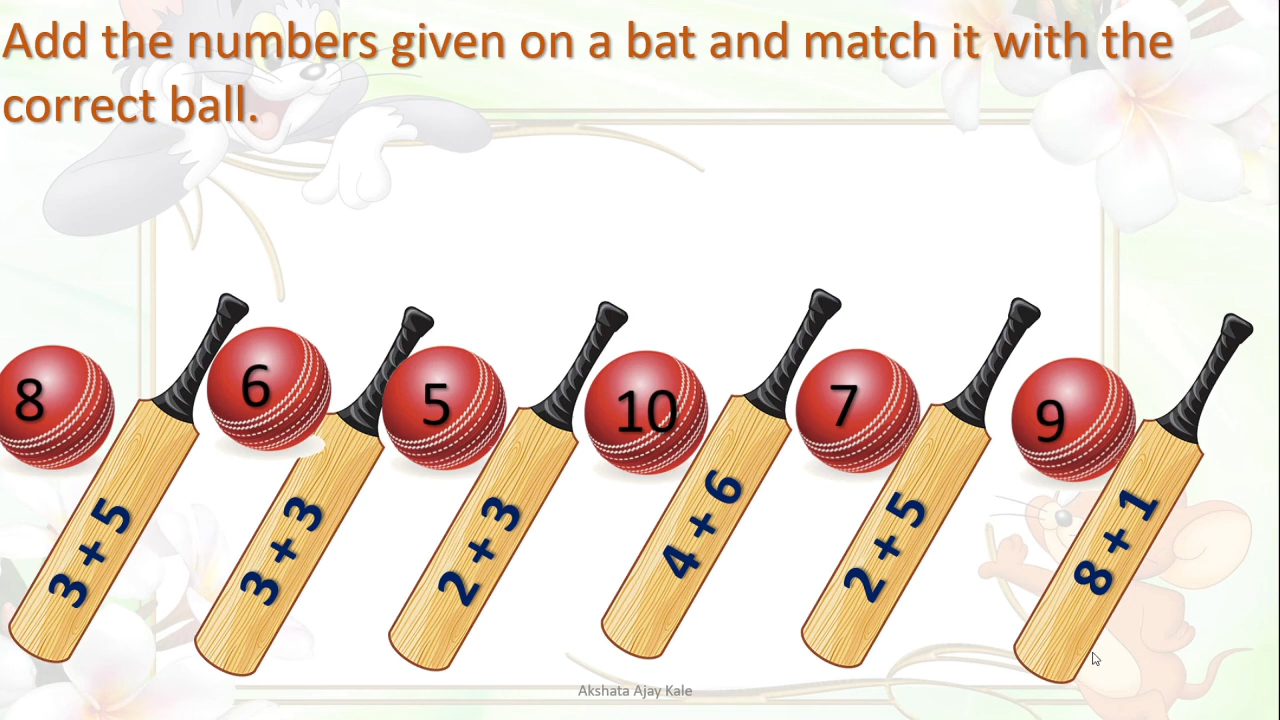 Add the numbers given on a bat and match it with the
correct ball.
8
6
5
10
7
9
3 + 5
3 + 3
2 + 3
4 + 6
2 + 5
8 + 1
Akshata Ajay Kale